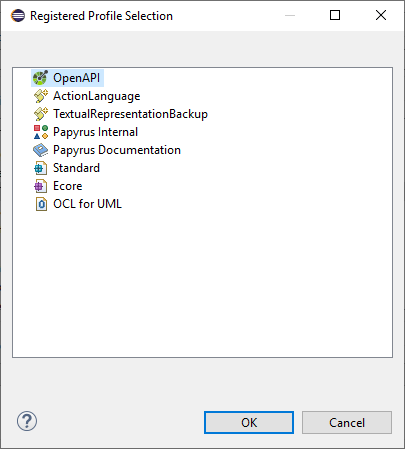 Registered Profile Selection
OpenAPI
ActionLanguage
TextualRepresentationBackup
Papyrus Internal
Papyrus Documentation
Standard
Ecore
OCL for UML
?
OK
Cancel